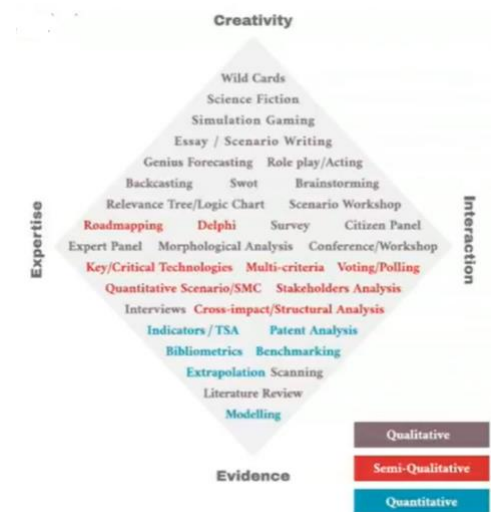 Creativity
Wild Cards
Science Fiction
Simulation Gaming
Essay / Scenario Writing
Genius Forecasting Role play/Acting
Backcasting Swot Brainstorming
Relevance Tree/Logic Chart Scenario Workshop
Roadmapping Delphi Survey Citizen Panel
Expert Panel Morphological Analysis Conference/Workshop
Key/Critical Technologies Multi-criteria Voting/Polling
Quantitative Scenario/SMC Stakeholders Analysis
Interviews Cross-impact/Structural Analysis
Indicators / TSA Patent Analysis
Bibliometrics Benchmarking
Extrapolation Scanning
Literature Review
Modelling
Expertise
Interaction
Evidence
Qualitative
Semi-Qualitative
Quantitative